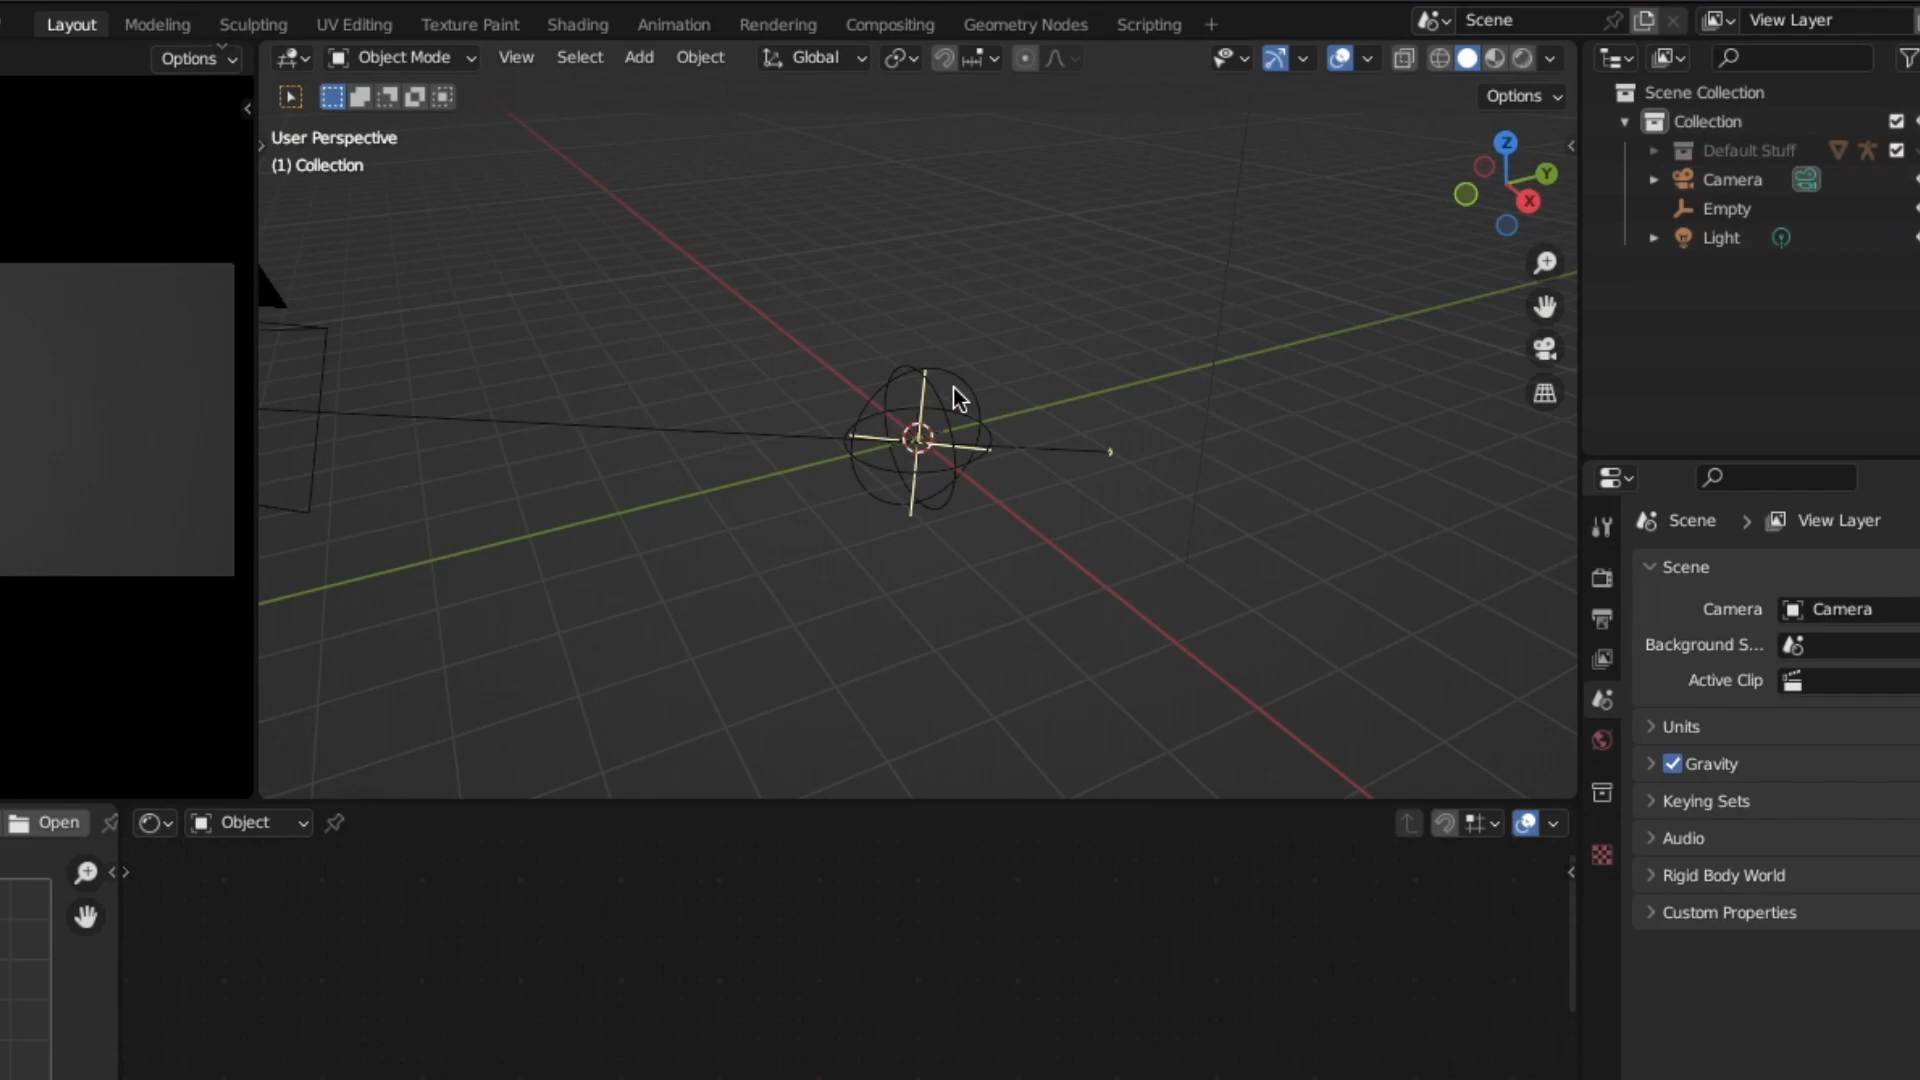 Layout Modeling Sculpting UV Editing Texture Paint Shading Animation Rendering Compositing Geometry Nodes Scripting + Scene View Layer
Options Object Mode View Select Add Object Global
Options
User Perspective
(1) Collection
Z
Y
X
Scene Collection
Collection
Default Stuff
Camera
Empty
Light
Scene > View Layer
Scene
Camera Camera
Background S...
Active Clip
Units
Gravity
Keying Sets
Audio
Rigid Body World
Custom Properties
Open Object